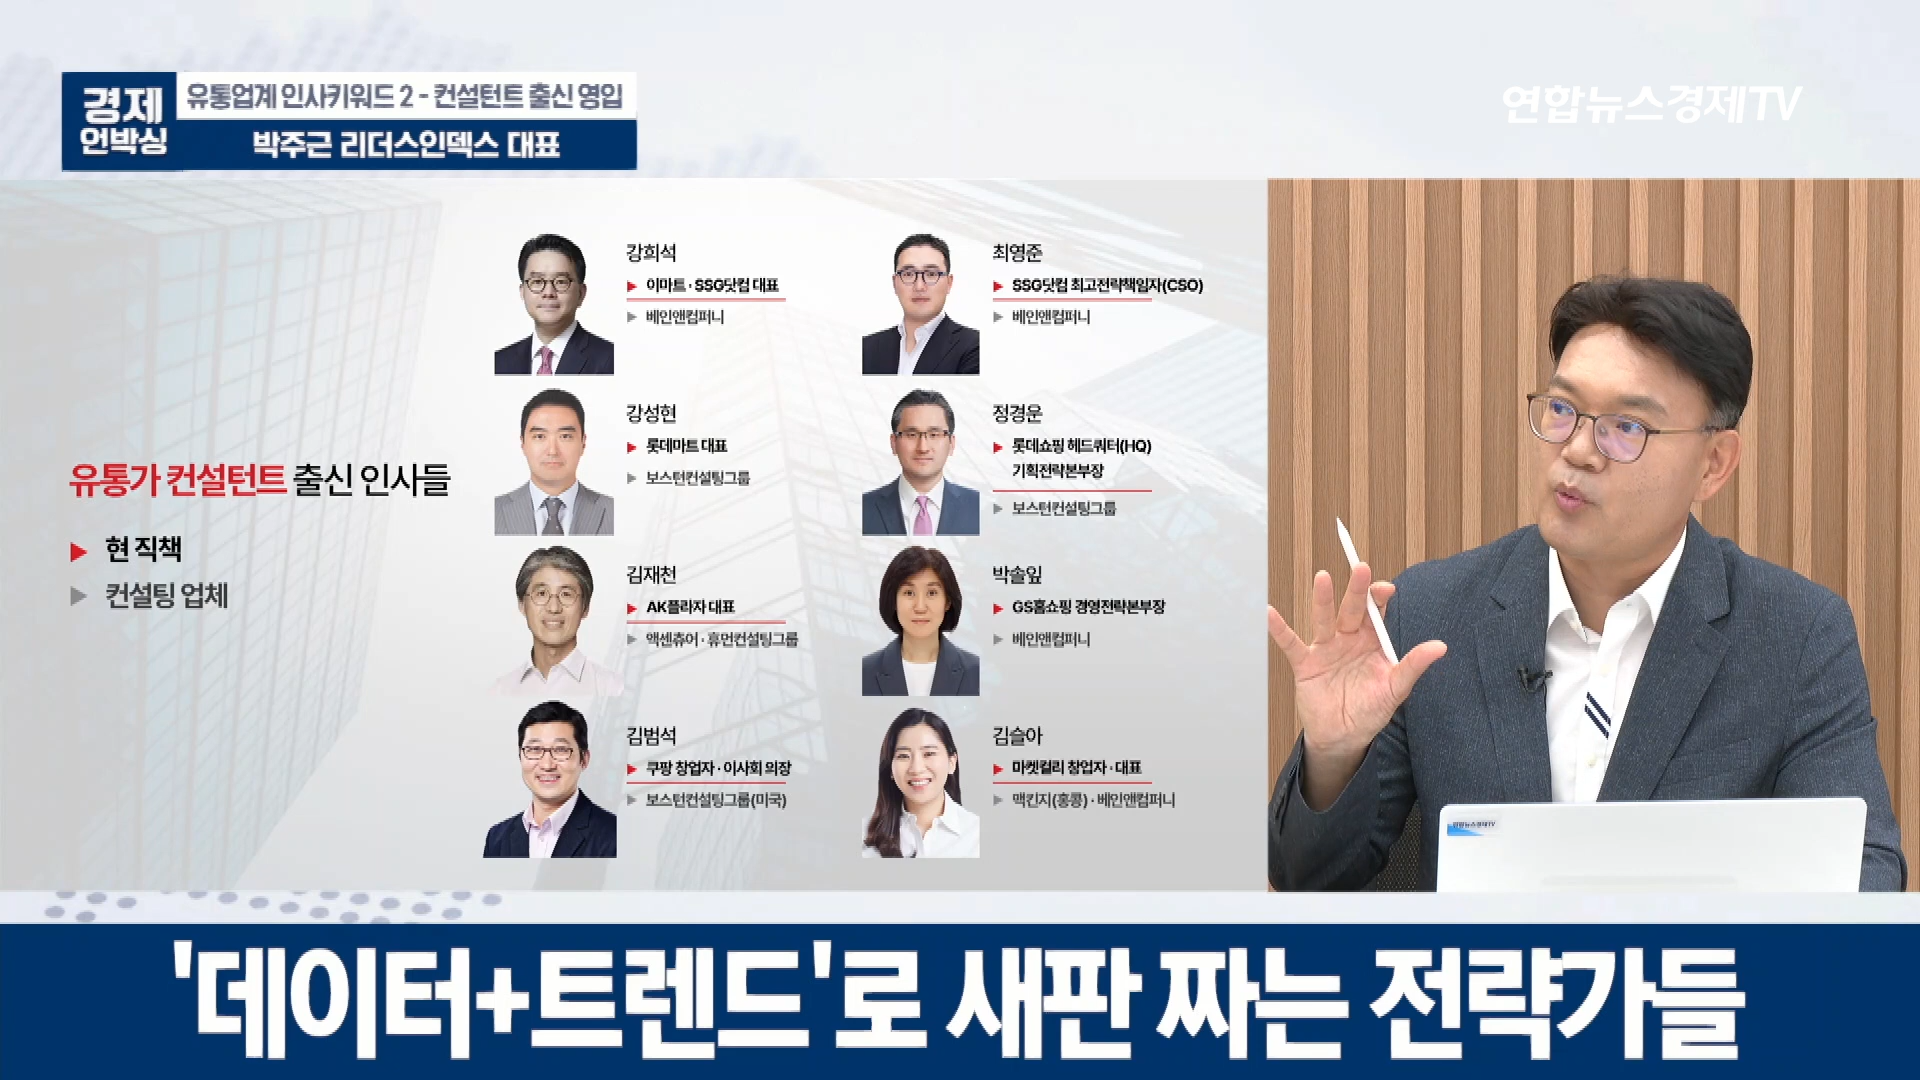 경제
언박싱
유통업계 인사키워드 2 - 컨설턴트 출신 영입
박주근 리더스인덱스 대표
연합뉴스경제TV
유통가 컨설턴트 출신 인사들
▶ 현 직책
▶ 컨설팅 업체
강희석
▶ 이마트·SSG닷컴 대표
▶ 베인앤컴퍼니
최영준
▶ SSG닷컴 최고전략책임자(CSO)
▶ 베인앤컴퍼니
강성현
▶ 롯데마트 대표
▶ 보스턴컨설팅그룹
정경운
▶ 롯데쇼핑 헤드쿼터(HQ)
기획전략본부장
▶ 보스턴컨설팅그룹
김재천
▶ AK플라자 대표
▶ 액센츄어·휴먼컨설팅그룹
박솔잎
▶ GS홈쇼핑 경영전략본부장
▶ 베인앤컴퍼니
김범석
▶ 쿠팡 창업자·이사회 의장
▶ 보스턴컨설팅그룹(미국)
김슬아
▶ 마켓컬리 창업자·대표
▶ 맥킨지(홍콩)·베인앤컴퍼니
연합뉴스경제TV
'데이터+트렌드'로 새판 짜는 전략가들